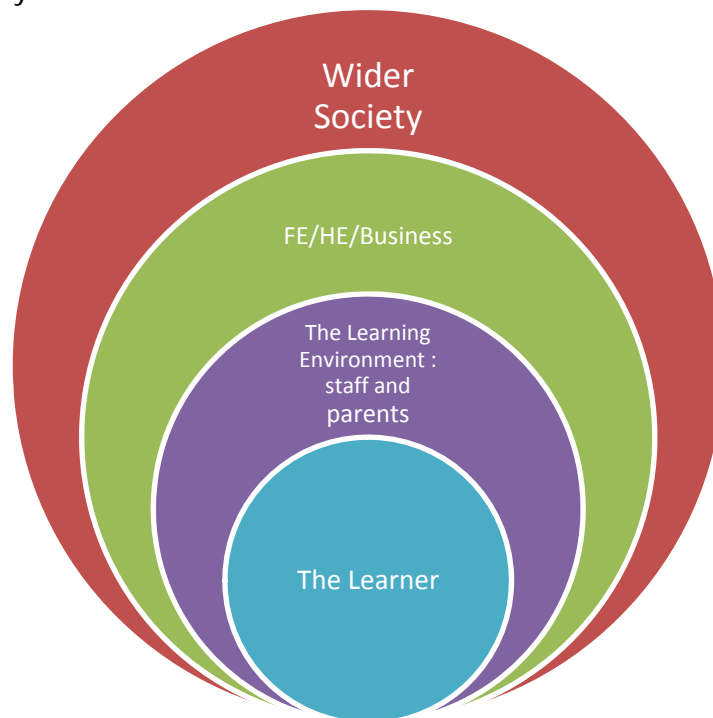 Wider
Society
FE/HE/Business
The Learning
Environment :
staff and
parents
The Learner